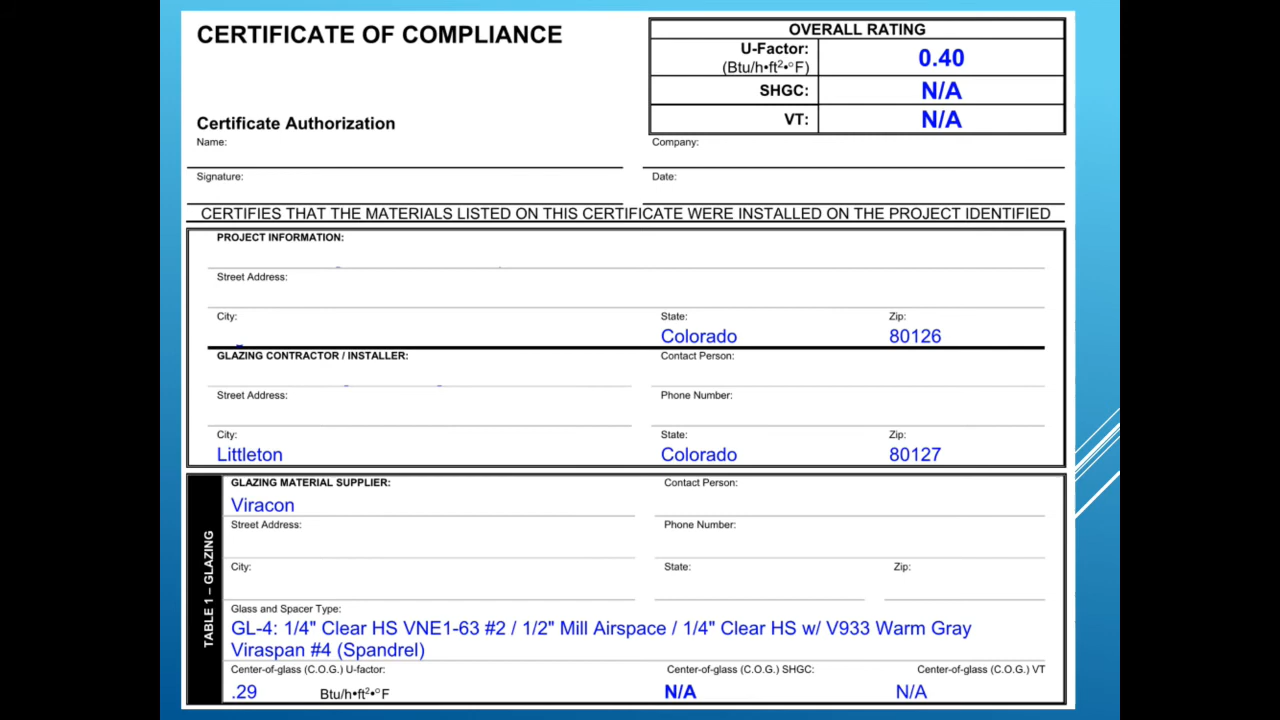 CERTIFICATE OF COMPLIANCE
OVERALL RATING
U-Factor:
(Btu/h•ft²•°F)
0.40
SHGC: N/A
VT: N/A
Certificate Authorization
Name: Company:
Signature: Date:
CERTIFIES THAT THE MATERIALS LISTED ON THIS CERTIFICATE WERE INSTALLED ON THE PROJECT IDENTIFIED
PROJECT INFORMATION:
Street Address:
City: State: Zip:
Colorado 80126
GLAZING CONTRACTOR / INSTALLER: Contact Person:
Street Address: Phone Number:
City: State: Zip:
Littleton Colorado 80127
TABLE 1 – GLAZING
GLAZING MATERIAL SUPPLIER: Contact Person:
Viracon
Street Address: Phone Number:
City: State: Zip:
Glass and Spacer Type:
GL-4: 1/4" Clear HS VNE1-63 #2 / 1/2" Mill Airspace / 1/4" Clear HS w/ V933 Warm Gray
Viraspan #4 (Spandrel)
Center-of-glass (C.O.G.) U-factor: Center-of-glass (C.O.G.) SHGC: Center-of-glass (C.O.G.) VT
.29 Btu/h•ft²•°F N/A N/A